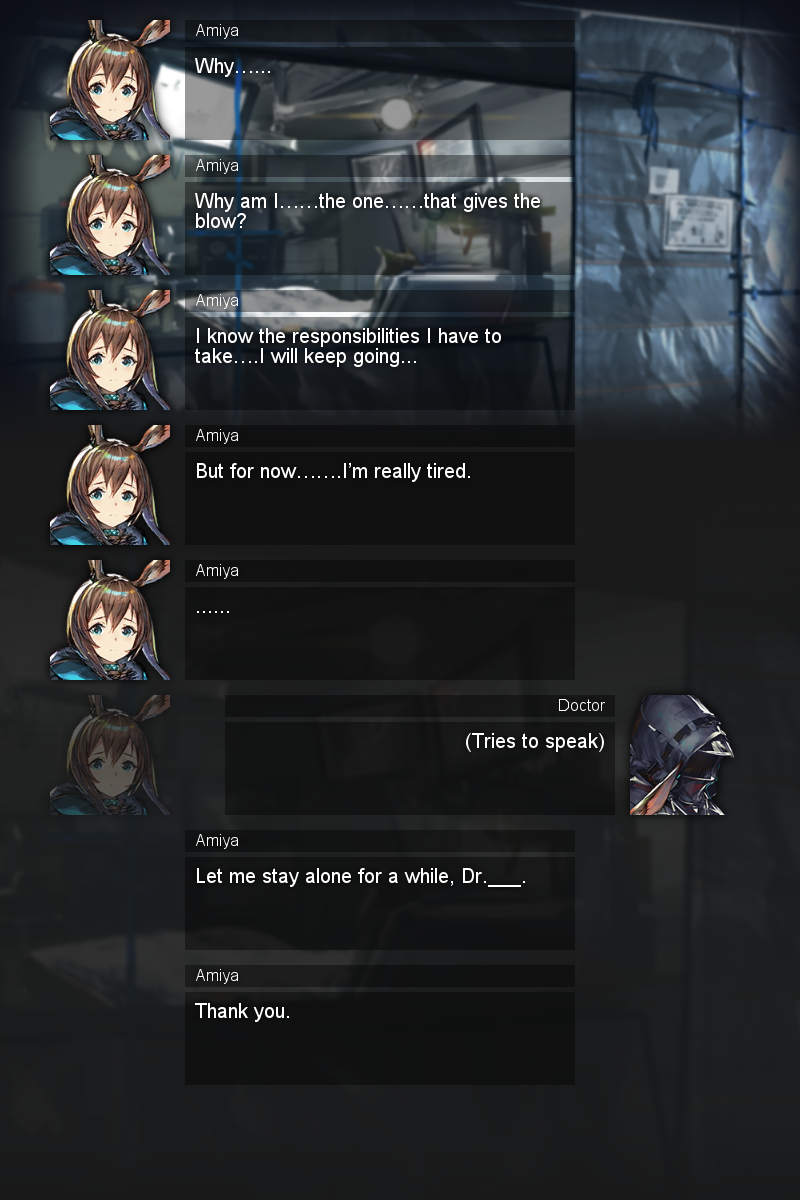 Amiya
Why......
Amiya
Why am I......the one......that gives the
blow?
Amiya
I know the responsibilities I have to
take....I will keep going...
Amiya
But for now.......I'm really tired.
Amiya
......
Doctor
(Tries to speak)
Amiya
Let me stay alone for a while, Dr.___.
Amiya
Thank you.